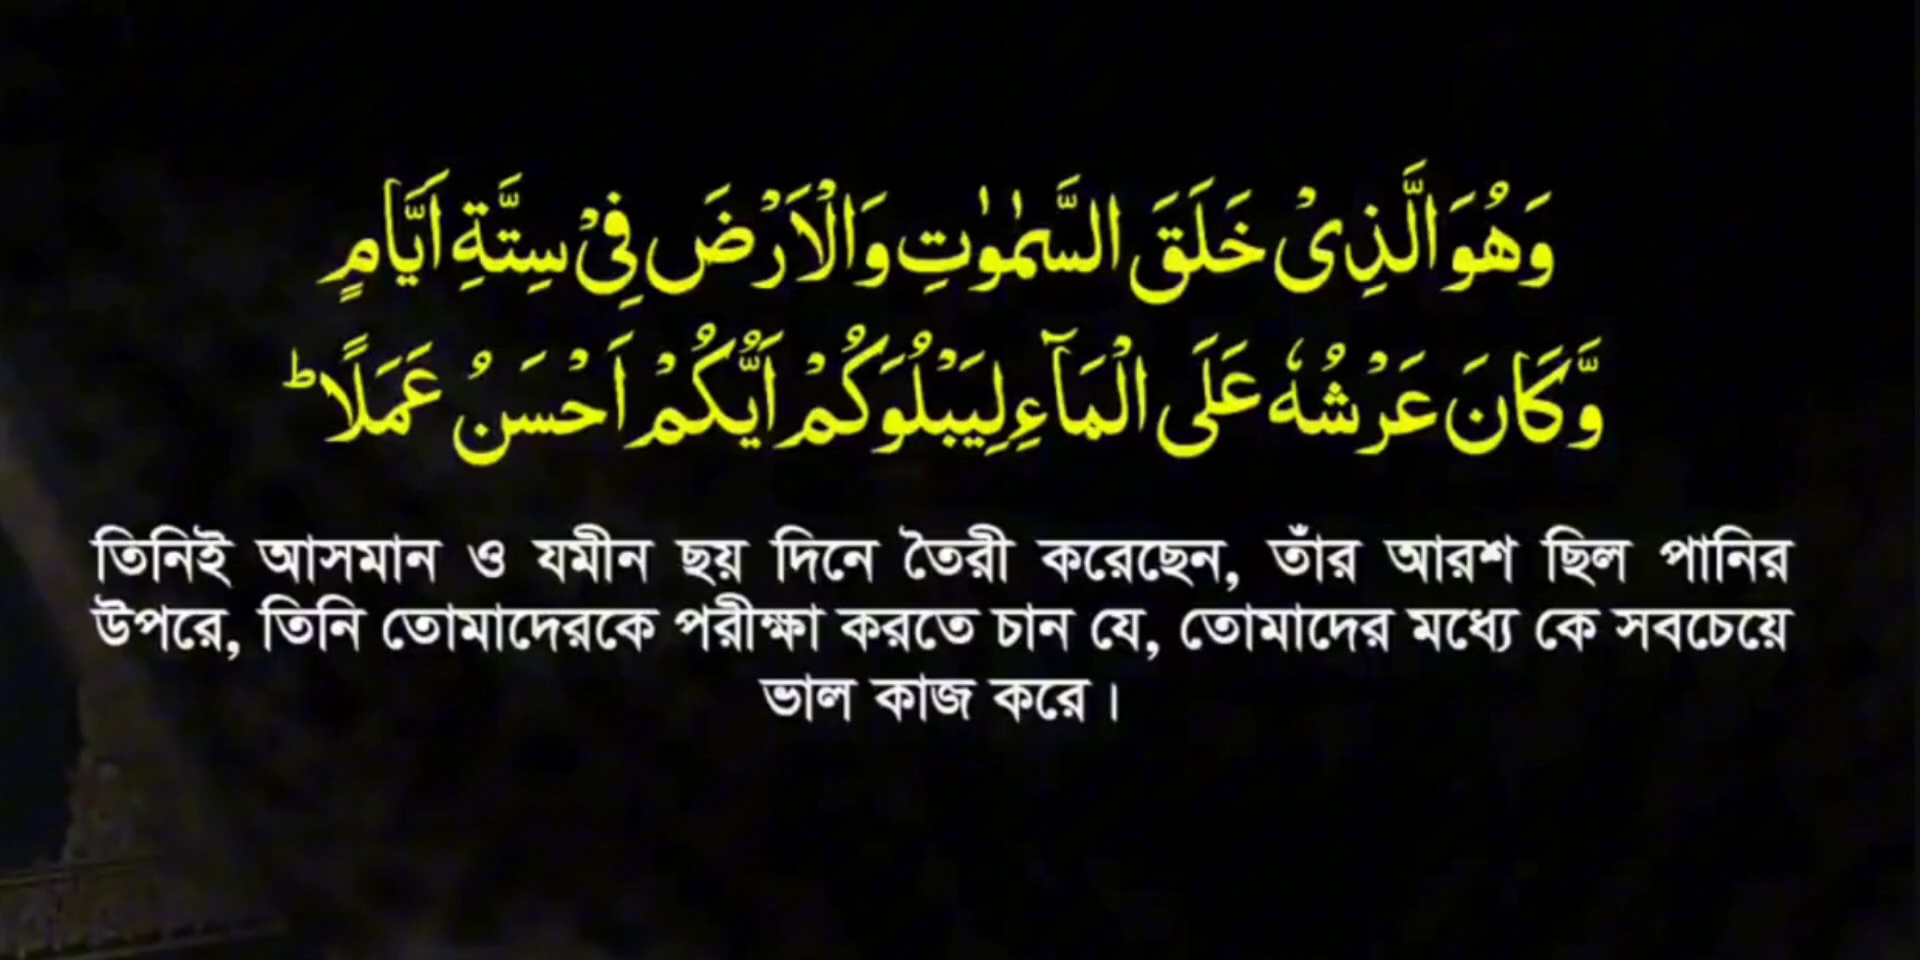 وَهُوَ الَّذِىْ خَلَقَ السَّمٰوٰتِ وَالْاَرْضَ فِىْ سِتَّةِ اَيَّامٍ
وَّكَانَ عَرْشُهٗ عَلَى الْمَآءِ لِيَبْلُوَكُمْ اَيُّكُمْ اَحْسَنُ عَمَلًا ؕ
তিনিই আসমান ও যমীন ছয় দিনে তৈরী করেছেন, তাঁর আরশ ছিল পানির
উপরে, তিনি তোমাদেরকে পরীক্ষা করতে চান যে, তোমাদের মধ্যে কে সবচেয়ে
ভাল কাজ করে।